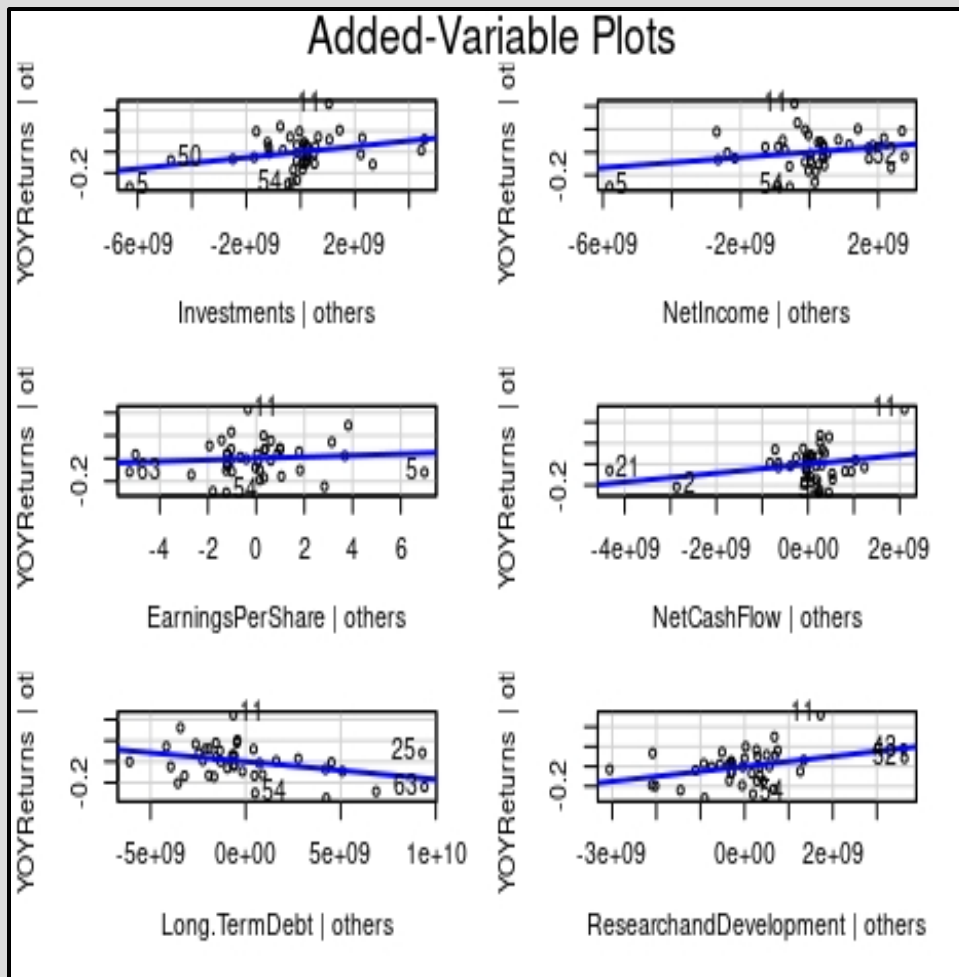 Added-Variable Plots
YOYReturns | ot
-0.2
11
50
54
5
-6e+09 -2e+09 2e+09
Investments | others
YOYReturns | ot
-0.2
11
52
54
5
-6e+09 -2e+09 2e+09
NetIncome | others
YOYReturns | ot
-0.2
11
63
5
54
-4 -2 0 2 4 6
EarningsPerShare | others
YOYReturns | ot
-0.2
11
21
2
-4e+09 -2e+09 0e+00 2e+09
NetCashFlow | others
YOYReturns | ot
-0.2
11
25
54
63
-5e+09 0e+00 5e+09 1e+10
Long.TermDebt | others
YOYReturns | ot
-0.2
11
52
54
-3e+09 0e+00 2e+09
ResearchandDevelopment | others